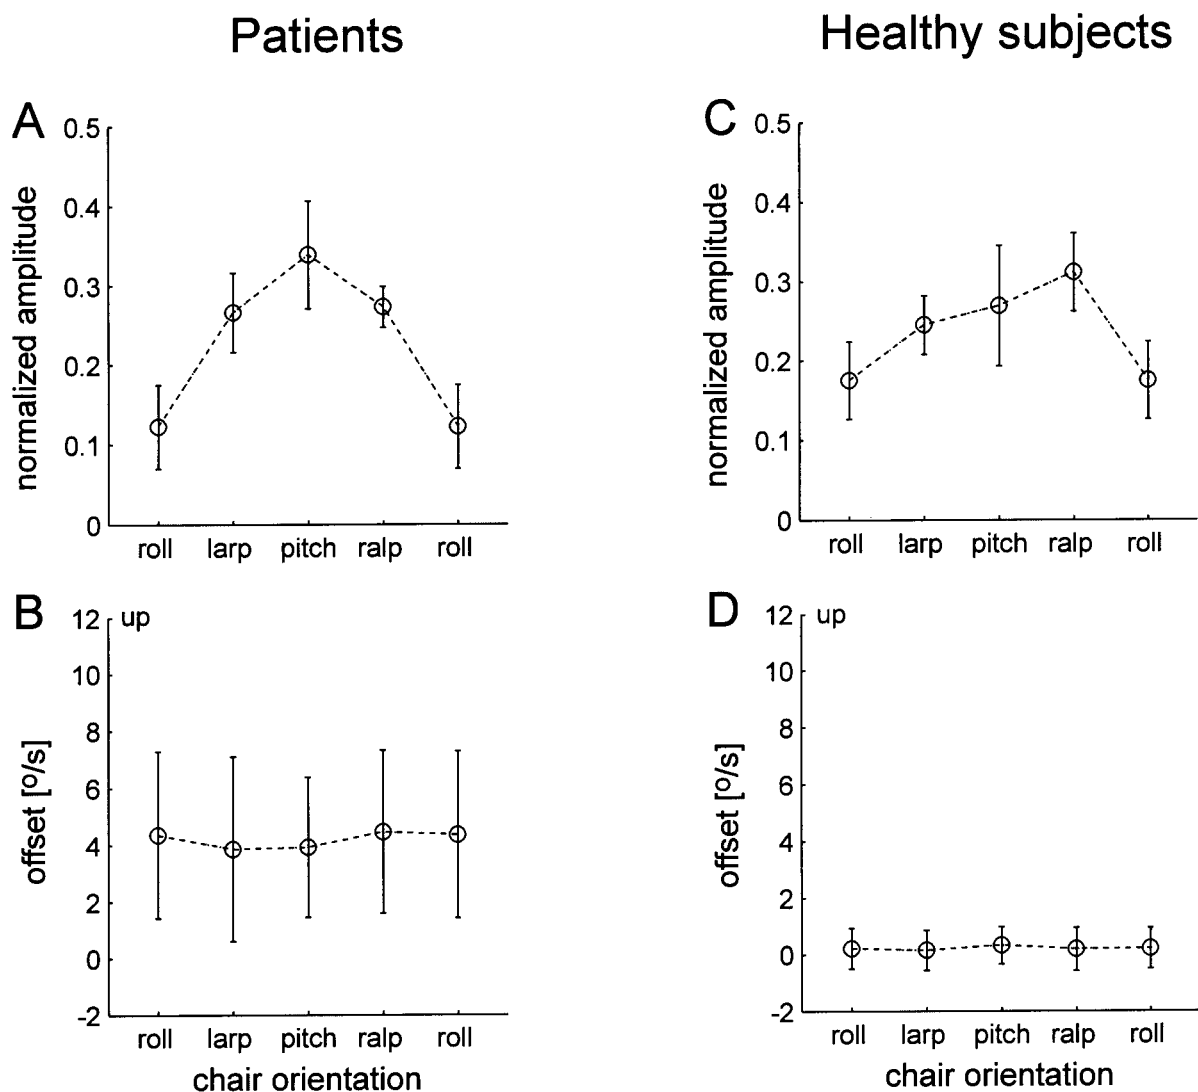 Patients
Healthy subjects
A
normalized amplitude
0.5
0.4
0.3
0.2
0.1
0
roll larp pitch ralp roll
C
normalized amplitude
0.5
0.4
0.3
0.2
0.1
0
roll larp pitch ralp roll
B
up
offset [º/s]
12
10
8
6
4
2
0
-2
roll larp pitch ralp roll
chair orientation
D
up
offset [º/s]
12
10
8
6
4
2
0
-2
roll larp pitch ralp roll
chair orientation